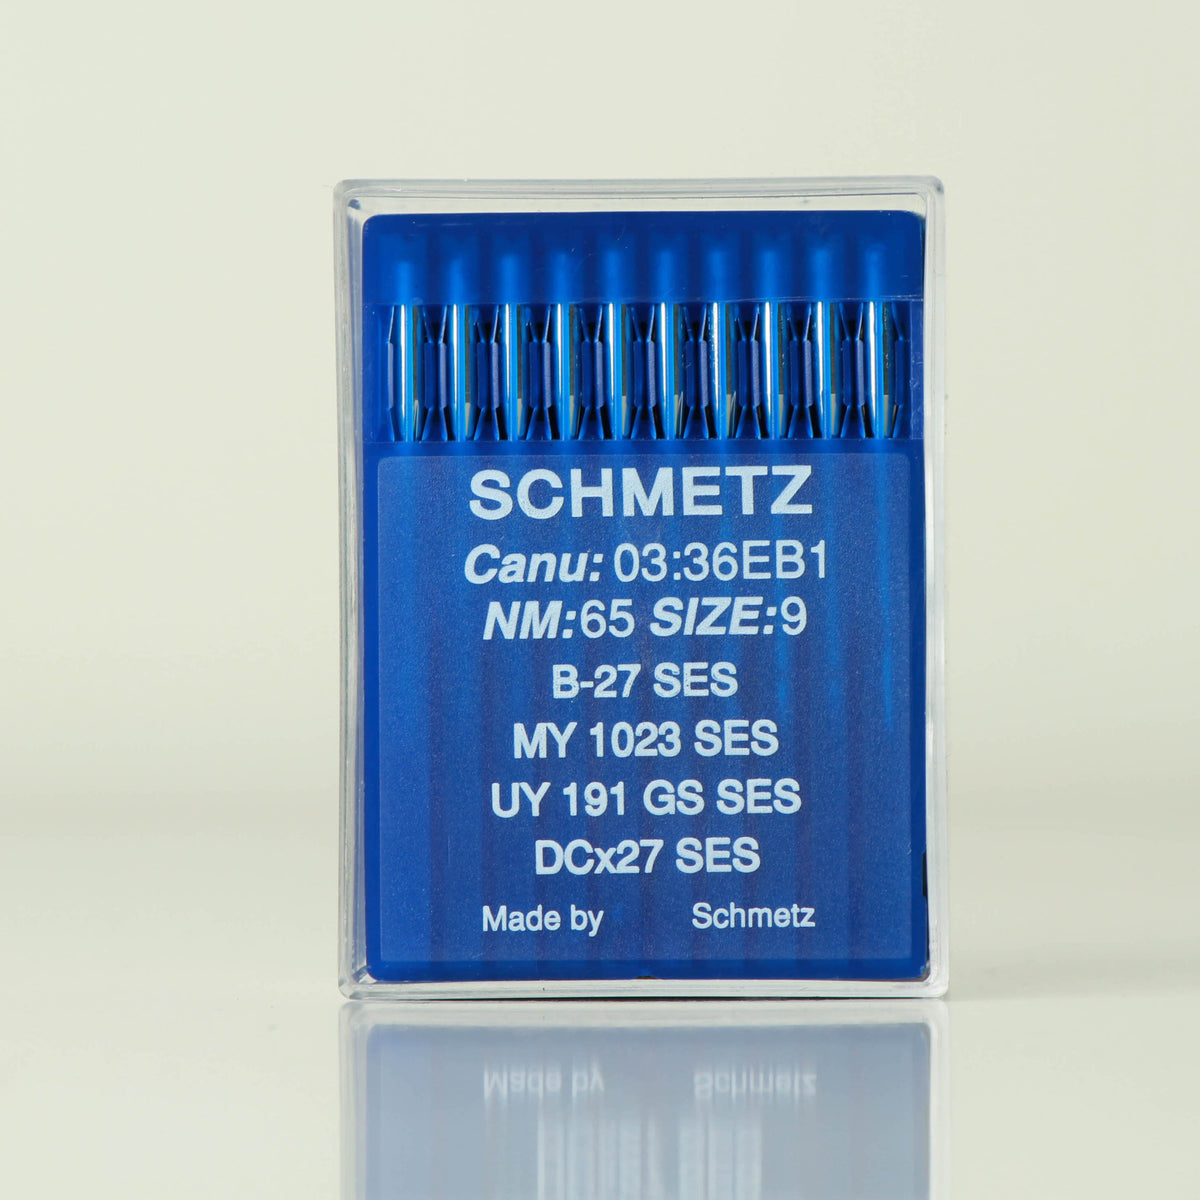 SCHMETZ
Canu: 03:36EB1
NM:65 SIZE:9
B-27 SES
MY 1023 SES
UY 191 GS SES
DCx27 SES
Made by Schmetz